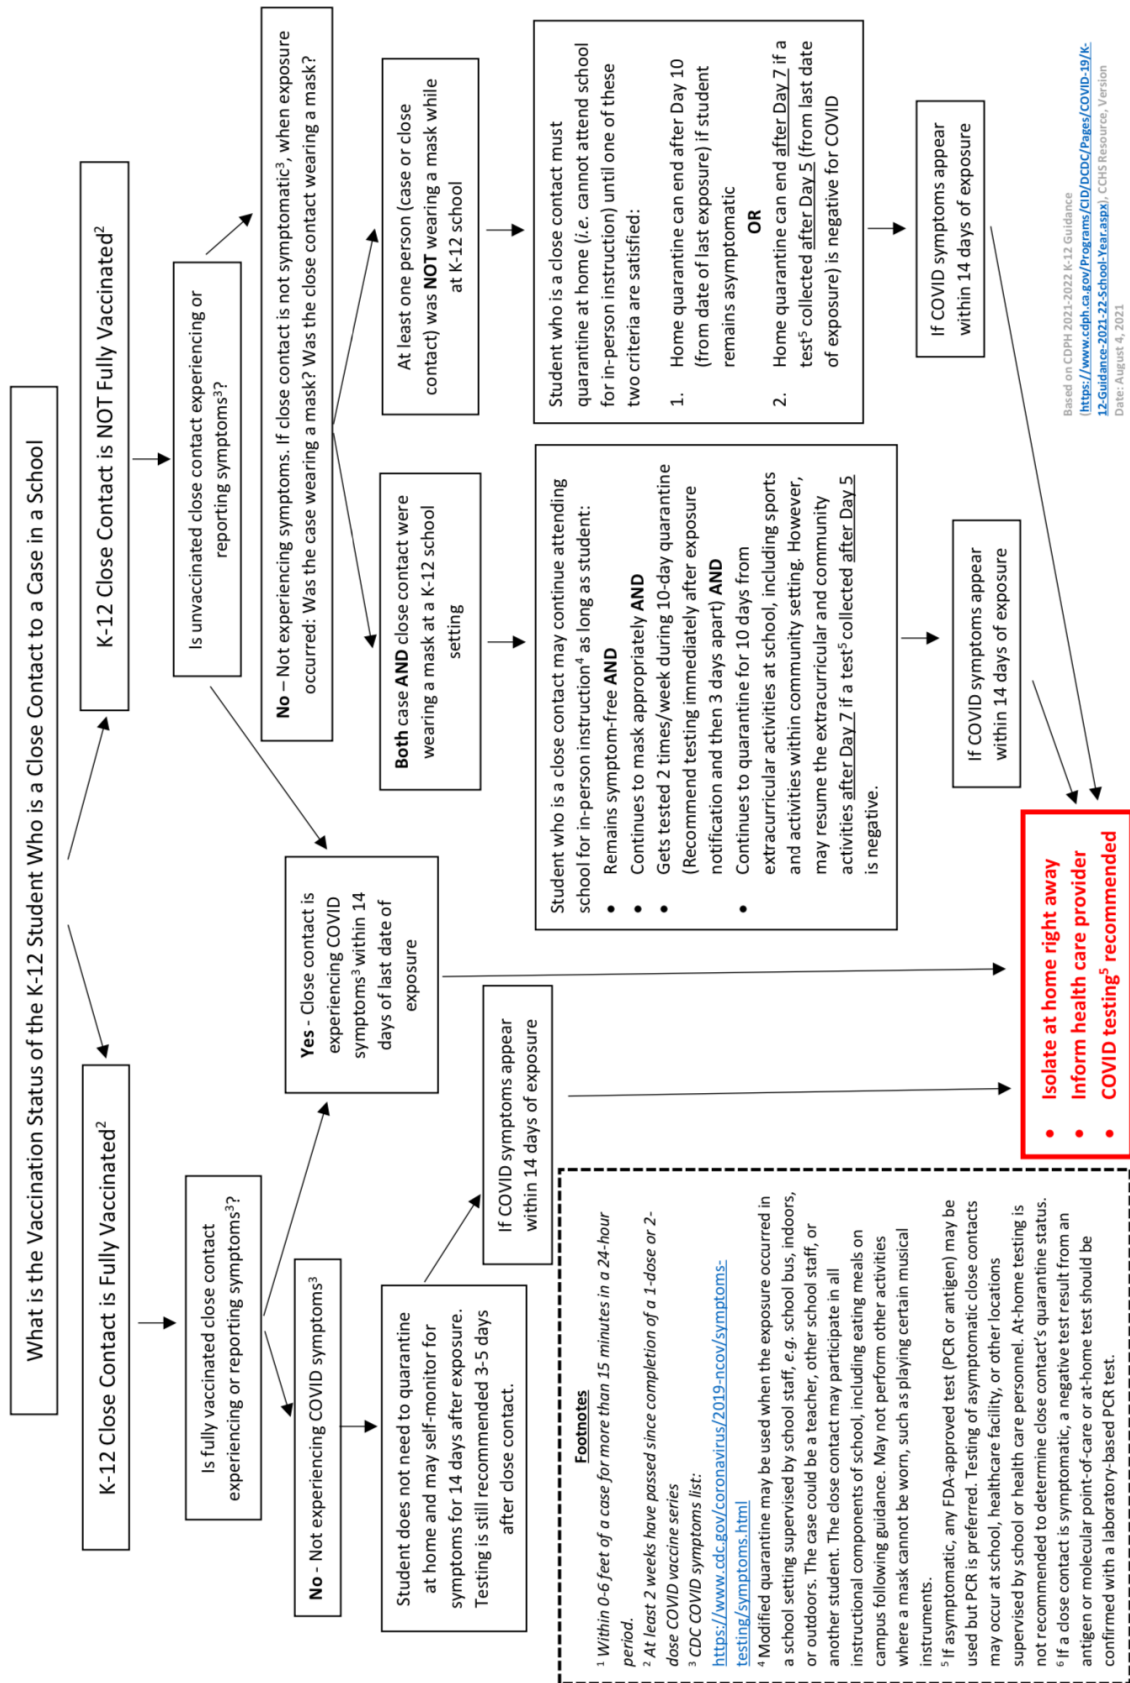 What is the Vaccination Status of the K-12 Student Who is a Close Contact to a Case in a School
K-12 Close Contact is Fully Vaccinated2
K-12 Close Contact is NOT Fully Vaccinated2
Is fully vaccinated close contact
experiencing or reporting symptoms3?
Is unvaccinated close contact experiencing or
reporting symptoms3?
No - Not experiencing COVID symptoms3
Yes - Close contact is
experiencing COVID
symptoms3 within 14
days of last date of
exposure
No – Not experiencing symptoms. If close contact is not symptomatic3, when exposure
occurred: Was the case wearing a mask? Was the close contact wearing a mask?
Student does not need to quarantine
at home and may self-monitor for
symptoms for 14 days after exposure.
Testing is still recommended 3-5 days
after close contact.
Both case AND close contact were
wearing a mask at a K-12 school
setting
At least one person (case or close
contact) was NOT wearing a mask while
at K-12 school
If COVID symptoms appear
within 14 days of exposure
Student who is a close contact may continue attending
school for in-person instruction4 as long as student:
• Remains symptom-free AND
• Continues to mask appropriately AND
• Gets tested 2 times/week during 10-day quarantine
(Recommend testing immediately after exposure
notification and then 3 days apart) AND
• Continues to quarantine for 10 days from
extracurricular activities at school, including sports
and activities within community setting. However,
may resume the extracurricular and community
activities after Day 7 if a test5 collected after Day 5
is negative.
Student who is a close contact must
quarantine at home (i.e. cannot attend school
for in-person instruction) until one of these
two criteria are satisfied:
1. Home quarantine can end after Day 10
(from date of last exposure) if student
remains asymptomatic
OR
2. Home quarantine can end after Day 7 if a
test5 collected after Day 5 (from last date
of exposure) is negative for COVID
If COVID symptoms appear
within 14 days of exposure
If COVID symptoms appear
within 14 days of exposure
• Isolate at home right away
• Inform health care provider
• COVID testing5 recommended
Footnotes
1 Within 0-6 feet of a case for more than 15 minutes in a 24-hour
period.
2 At least 2 weeks have passed since completion of a 1-dose or 2-
dose COVID vaccine series
3 CDC COVID symptoms list:
https://www.cdc.gov/coronavirus/2019-ncov/symptoms-
testing/symptoms.html
4 Modified quarantine may be used when the exposure occurred in
a school setting supervised by school staff, e.g. school bus, indoors,
or outdoors. The case could be a teacher, other school staff, or
another student. The close contact may participate in all
instructional components of school, including eating meals on
campus following guidance. May not perform other activities
where a mask cannot be worn, such as playing certain musical
instruments.
5 If asymptomatic, any FDA-approved test (PCR or antigen) may be
used but PCR is preferred. Testing of asymptomatic close contacts
may occur at school, healthcare facility, or other locations
supervised by school or health care personnel. At-home testing is
not recommended to determine close contact's quarantine status.
6 If a close contact is symptomatic, a negative test result from an
antigen or molecular point-of-care or at-home test should be
confirmed with a laboratory-based PCR test.
Based on CDPH 2021-2022 K-12 Guidance
(https://www.cdph.ca.gov/Programs/CID/DCDC/Pages/COVID-19/K-
12-Guidance-2021-22-School-Year.aspx), CCHS Resource, Version
Date: August 4, 2021